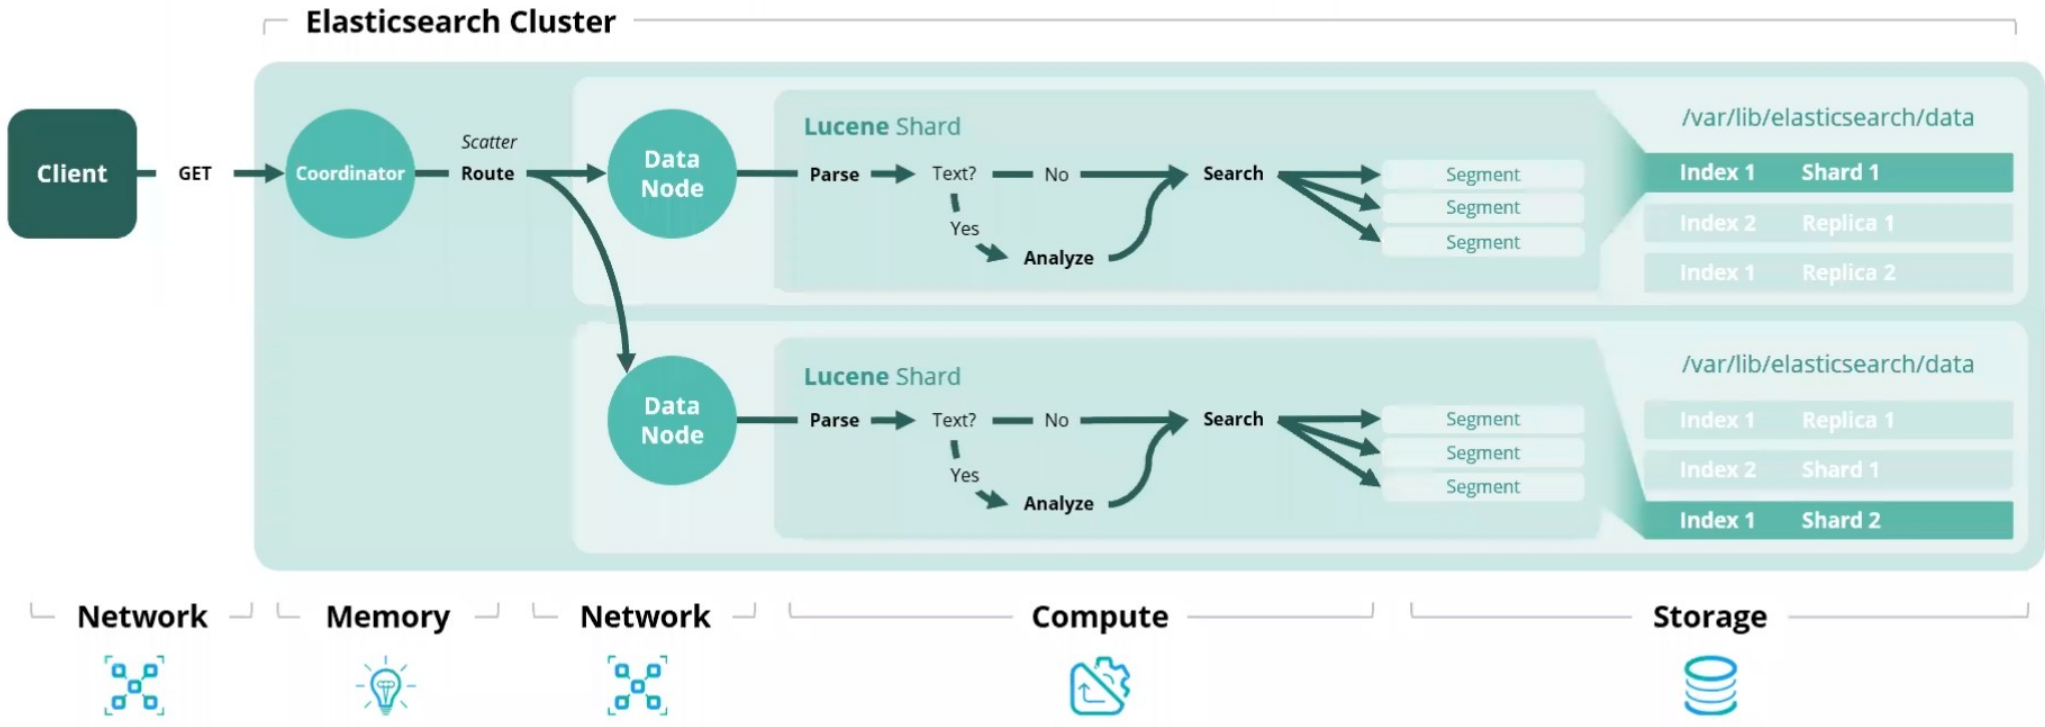 Elasticsearch Cluster
Client
GET
Coordinator
Scatter
Route
Data
Node
Lucene Shard
Parse
Text?
No
Yes
Analyze
Search
Segment
Segment
Segment
/var/lib/elasticsearch/data
Index 1 Shard 1
Index 2 Replica 1
Index 1 Replica 2
Data
Node
Lucene Shard
Parse
Text?
No
Yes
Analyze
Search
Segment
Segment
Segment
/var/lib/elasticsearch/data
Index 1 Replica 1
Index 2 Shard 1
Index 1 Shard 2
Network
Memory
Network
Compute
Storage